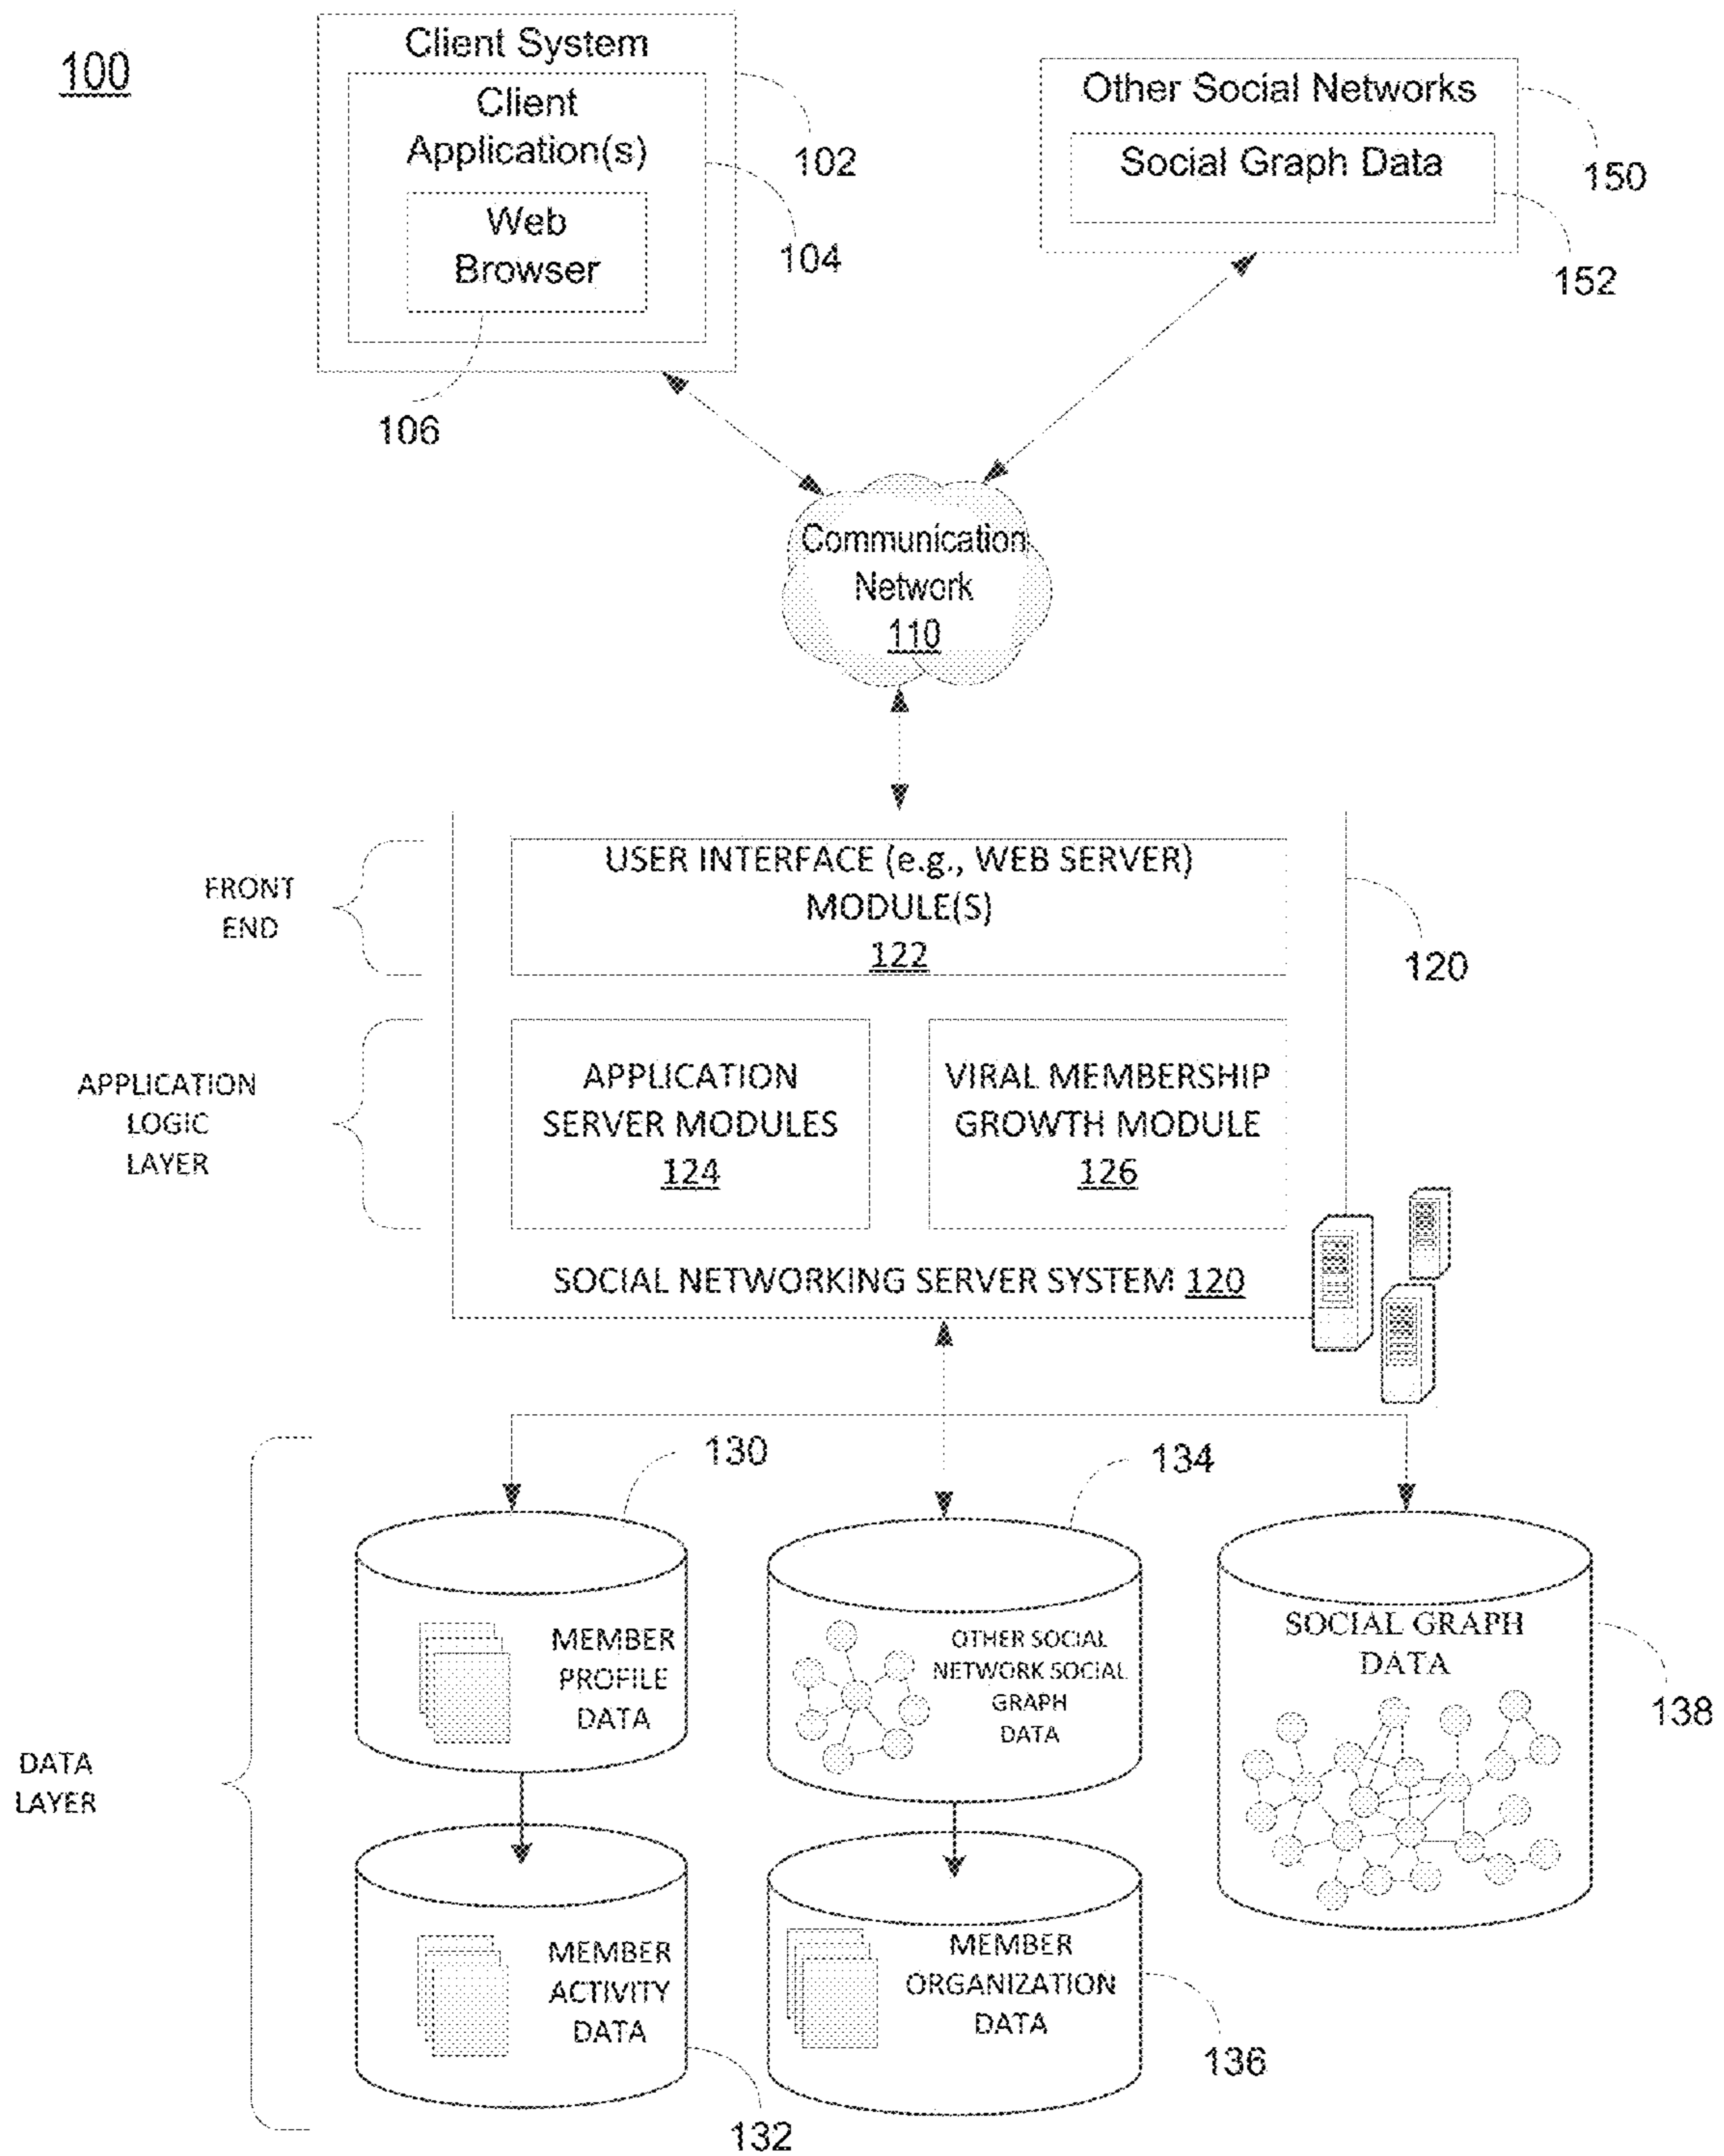 100
Client System
Client
Application(s)
Web
Browser
102
104
106
Other Social Networks
Social Graph Data
150
152
Communication
Network
110
FRONT
END
USER INTERFACE (e.g., WEB SERVER)
MODULE(S)
122
120
APPLICATION
LOGIC
LAYER
APPLICATION
SERVER MODULES
124
VIRAL MEMBERSHIP
GROWTH MODULE
126
SOCIAL NETWORKING SERVER SYSTEM 120
DATA
LAYER
130
MEMBER
PROFILE
DATA
134
OTHER SOCIAL
NETWORK SOCIAL
GRAPH
DATA
SOCIAL GRAPH
DATA
138
MEMBER
ACTIVITY
DATA
132
MEMBER
ORGANIZATION
DATA
136